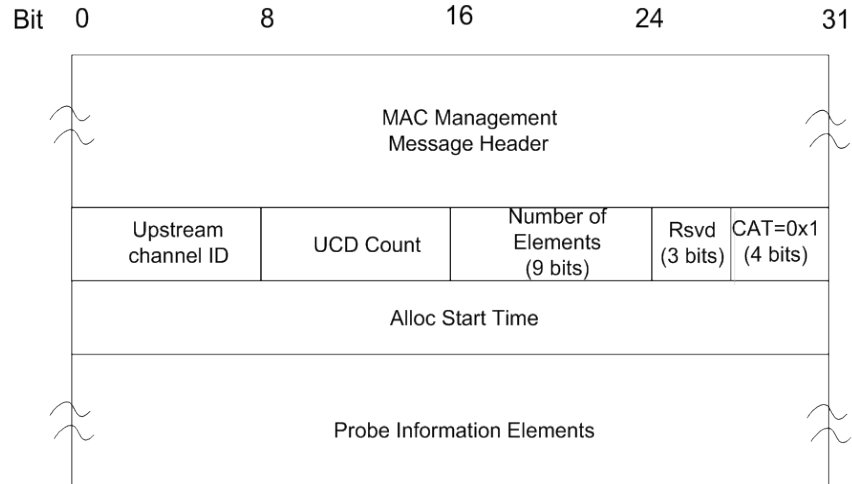 Bit 0 8 16 24 31
MAC Management
Message Header
Upstream
channel ID
UCD Count
Number of
Elements
(9 bits)
Rsvd
(3 bits)
CAT=0x1
(4 bits)
Alloc Start Time
Probe Information Elements